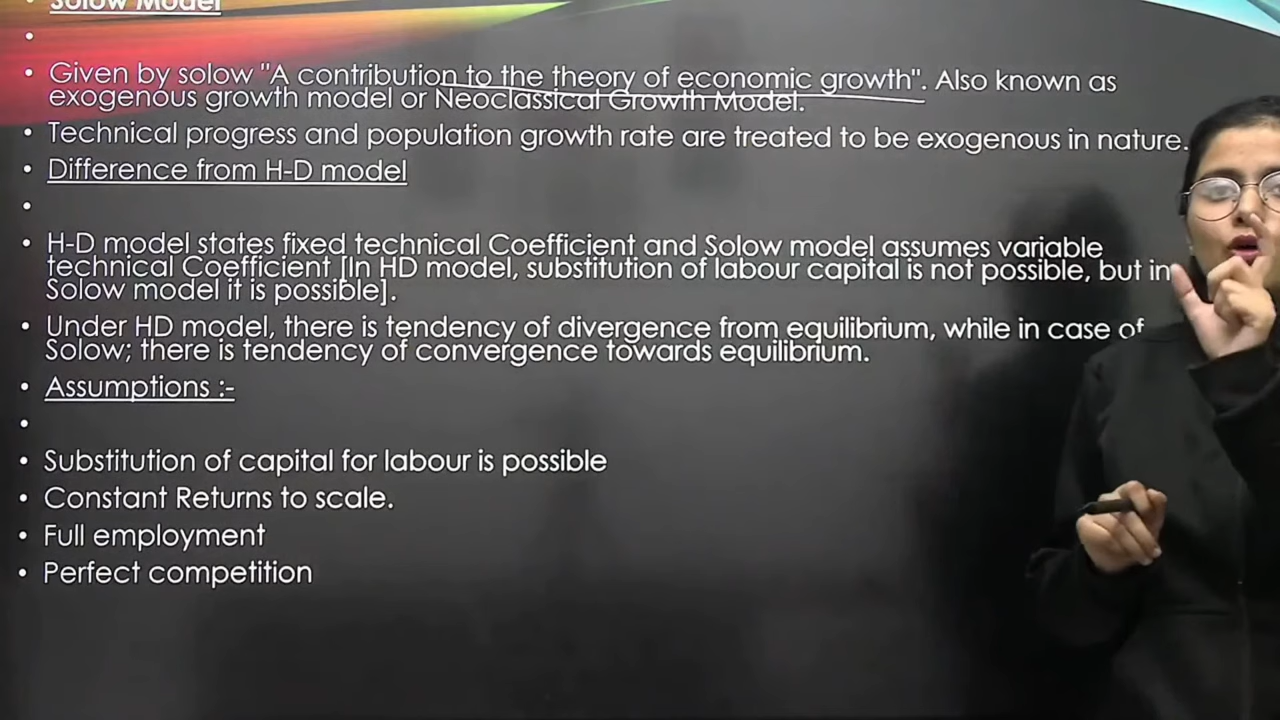 Solow Model
Given by solow "A contribution to the theory of economic growth". Also known as
exogenous growth model or Neoclassical Growth Model.
Technical progress and population growth rate are treated to be exogenous in nature.
Difference from H-D model
H-D model states fixed technical Coefficient and Solow model assumes variable
technical Coefficient.[In HD model, substitution of labour capital is not possible, but in
Solow model it is possible].
Under HD model, there is tendency of divergence from equilibrium, while in case of
Solow; there is tendency of convergence towards equilibrium.
Assumptions :-
Substitution of capital for labour is possible
Constant Returns to scale.
Full employment
Perfect competition